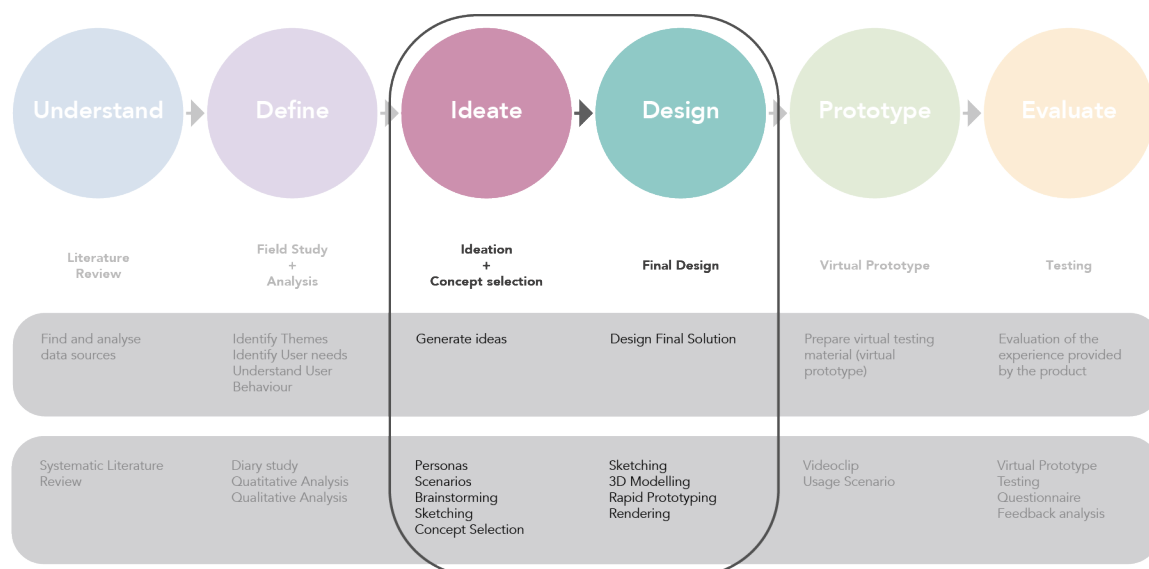 Understand
Define
Ideate
Design
Prototype
Evaluate
Literature
Review
Field Study
+
Analysis
Ideation
+
Concept selection
Final Design
Virtual Prototype
Testing
Find and analyse
data sources
Identify Themes
Identify User needs
Understand User
Behaviour
Generate ideas
Design Final Solution
Prepare virtual testing
material (virtual
prototype)
Evaluation of the
experience provided
by the product
Systematic Literature
Review
Diary study
Qutitative Analysis
Qualitative Analysis
Personas
Scenarios
Brainstorming
Sketching
Concept Selection
Sketching
3D Modelling
Rapid Prototyping
Rendering
Videoclip
Usage Scenario
Virtual Prototype
Testing
Questionnaire
Feedback analysis